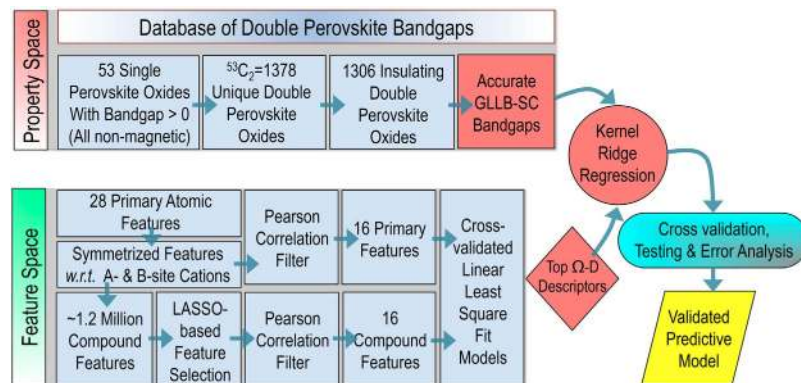 Property Space
Database of Double Perovskite Bandgaps
53 Single
Perovskite Oxides
With Bandgap > 0
(All non-magnetic)
⁵³C₂=1378
Unique Double
Perovskite
Oxides
1306 Insulating
Double
Perovskite
Oxides
Accurate
GLLB-SC
Bandgaps
Kernel
Ridge
Regression
Feature Space
28 Primary Atomic
Features
Symmetrized Features
w.r.t. A- & B-site Cations
Pearson
Correlation
Filter
16 Primary
Features
Cross-
validated
Linear
Least
Square
Fit
Models
~1.2 Million
Compound
Features
LASSO-
based
Feature
Selection
Pearson
Correlation
Filter
16
Compound
Features
Top Ω-D
Descriptors
Cross validation,
Testing & Error Analysis
Validated
Predictive
Model